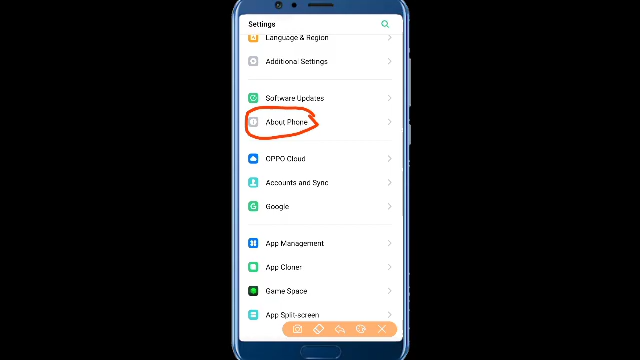 Settings
Language & Region
Additional Settings
Software Updates
About Phone
OPPO Cloud
Accounts and Sync
Google
App Management
App Cloner
Game Space
App Split-screen